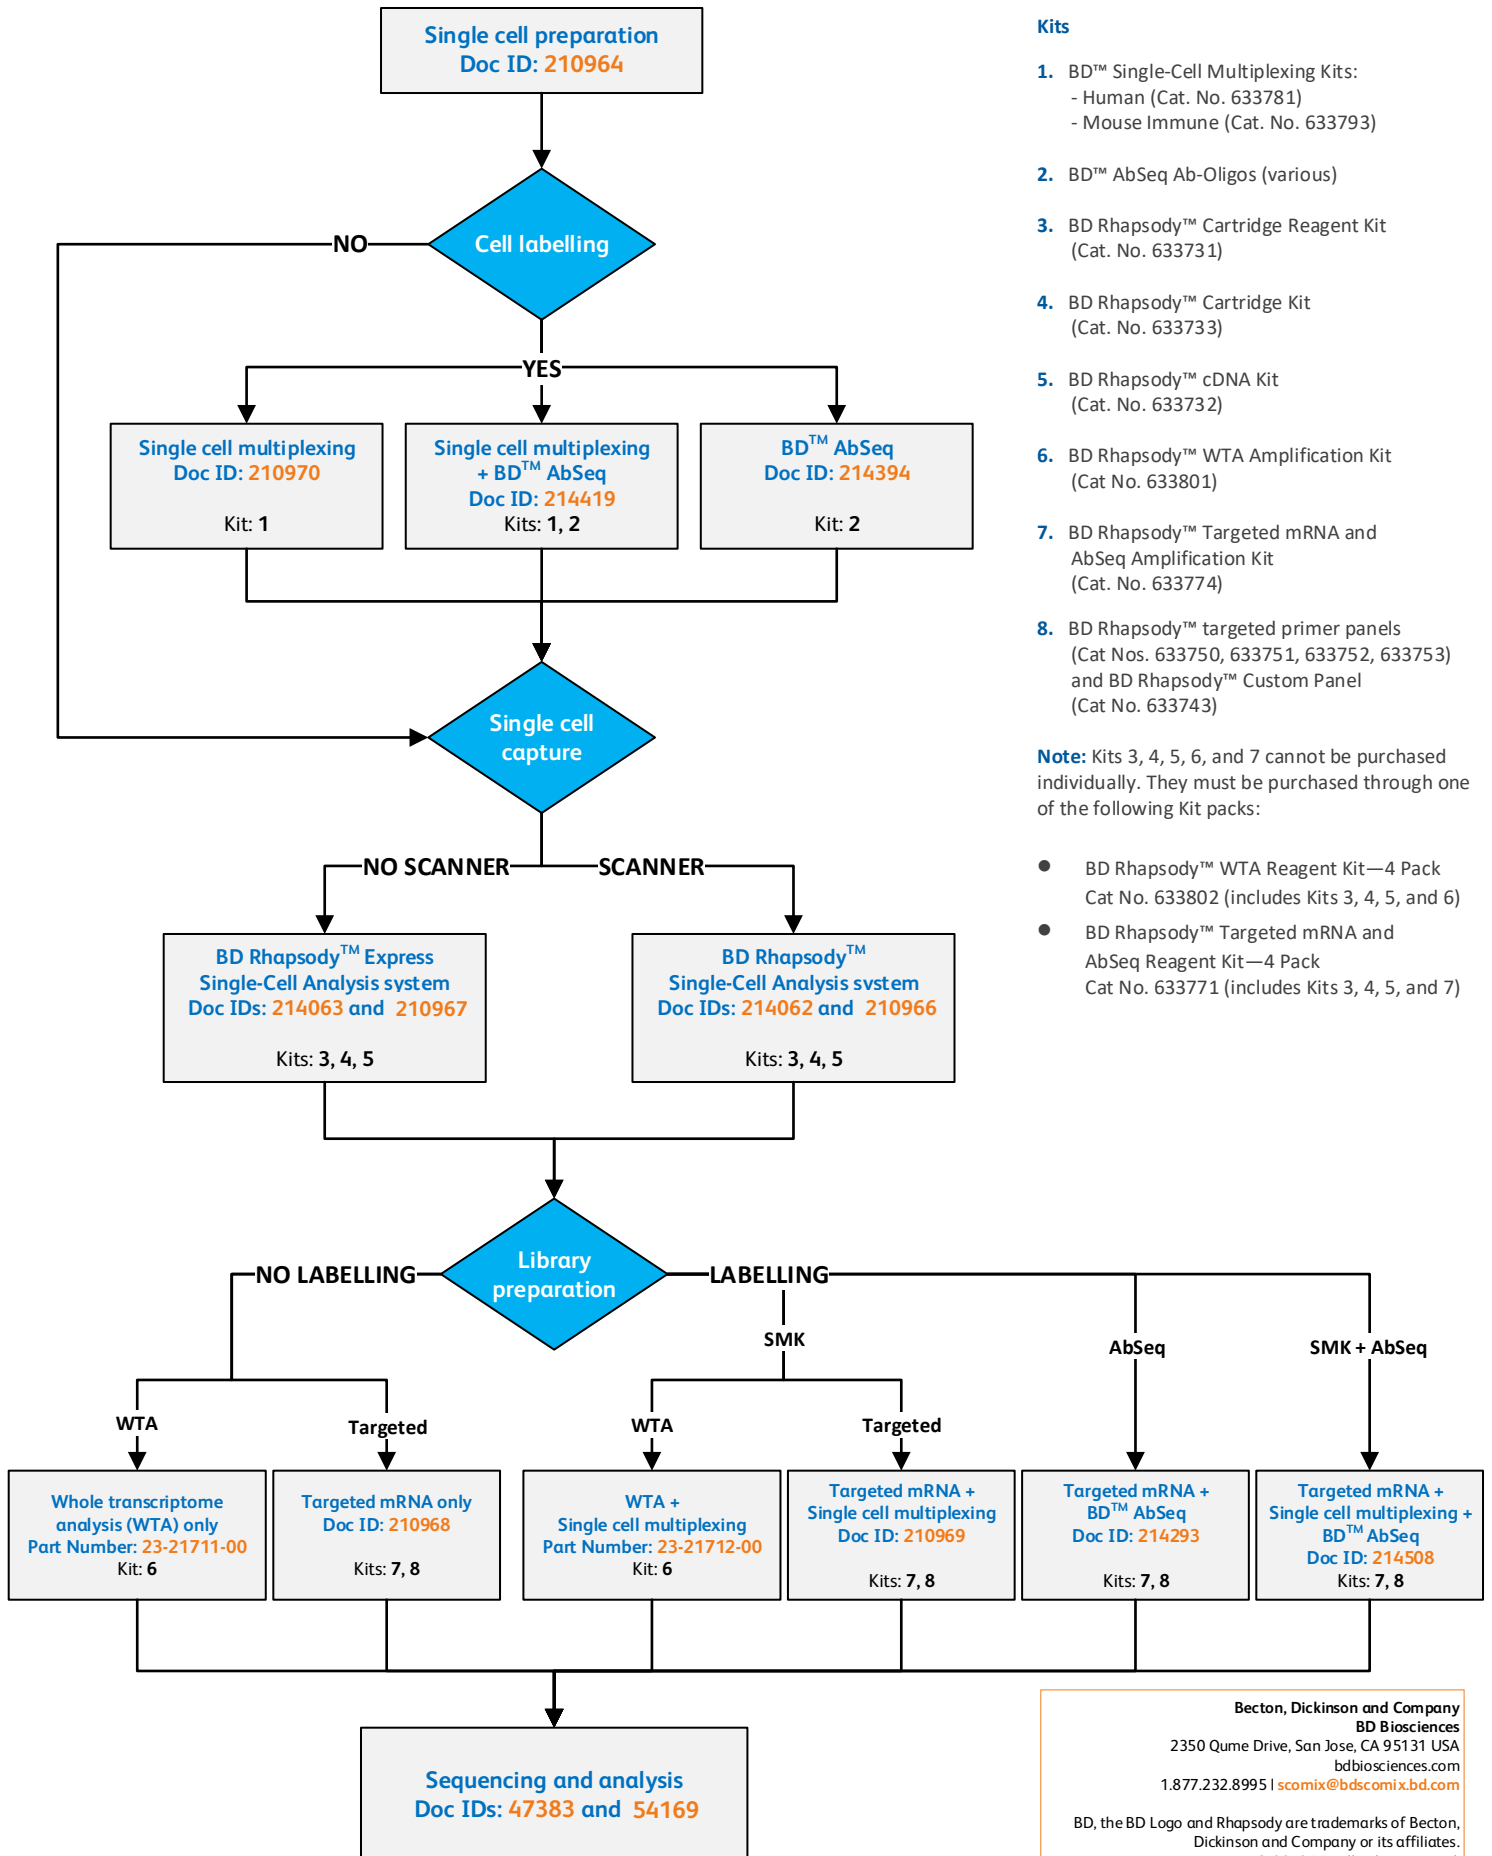 Single cell preparation
Doc ID: 210964
Cell labelling
NO
YES
Single cell multiplexing
Doc ID: 210970
Kit: 1
Single cell multiplexing
+ BD™ AbSeq
Doc ID: 214419
Kits: 1, 2
BD™ AbSeq
Doc ID: 214394
Kit: 2
Single cell
capture
NO SCANNER
SCANNER
BD Rhapsody™ Express
Single-Cell Analysis system
Doc IDs: 214063 and 210967
Kits: 3, 4, 5
BD Rhapsody™
Single-Cell Analysis system
Doc IDs: 214062 and 210966
Kits: 3, 4, 5
Library
preparation
NO LABELLING
LABELLING
SMK
AbSeq
SMK + AbSeq
WTA
Targeted
WTA
Targeted
Whole transcriptome
analysis (WTA) only
Part Number: 23-21711-00
Kit: 6
Targeted mRNA only
Doc ID: 210968
Kits: 7, 8
WTA +
Single cell multiplexing
Part Number: 23-21712-00
Kit: 6
Targeted mRNA +
Single cell multiplexing
Doc ID: 210969
Kits: 7, 8
Targeted mRNA +
BD™ AbSeq
Doc ID: 214293
Kits: 7, 8
Targeted mRNA +
Single cell multiplexing +
BD™ AbSeq
Doc ID: 214508
Kits: 7, 8
Sequencing and analysis
Doc IDs: 47383 and 54169
Kits
1. BD™ Single-Cell Multiplexing Kits:
- Human (Cat. No. 633781)
- Mouse Immune (Cat. No. 633793)
2. BD™ AbSeq Ab-Oligos (various)
3. BD Rhapsody™ Cartridge Reagent Kit
(Cat. No. 633731)
4. BD Rhapsody™ Cartridge Kit
(Cat. No. 633733)
5. BD Rhapsody™ cDNA Kit
(Cat. No. 633732)
6. BD Rhapsody™ WTA Amplification Kit
(Cat No. 633801)
7. BD Rhapsody™ Targeted mRNA and
AbSeq Amplification Kit
(Cat. No. 633774)
8. BD Rhapsody™ targeted primer panels
(Cat Nos. 633750, 633751, 633752, 633753)
and BD Rhapsody™ Custom Panel
(Cat No. 633743)
Note: Kits 3, 4, 5, 6, and 7 cannot be purchased
individually. They must be purchased through one
of the following Kit packs:
● BD Rhapsody™ WTA Reagent Kit—4 Pack
Cat No. 633802 (includes Kits 3, 4, 5, and 6)
● BD Rhapsody™ Targeted mRNA and
AbSeq Reagent Kit—4 Pack
Cat No. 633771 (includes Kits 3, 4, 5, and 7)
Becton, Dickinson and Company
BD Biosciences
2350 Qume Drive, San Jose, CA 95131 USA
bdbiosciences.com
1.877.232.8995 | scomix@bdscomix.bd.com
BD, the BD Logo and Rhapsody are trademarks of Becton,
Dickinson and Company or its affiliates.